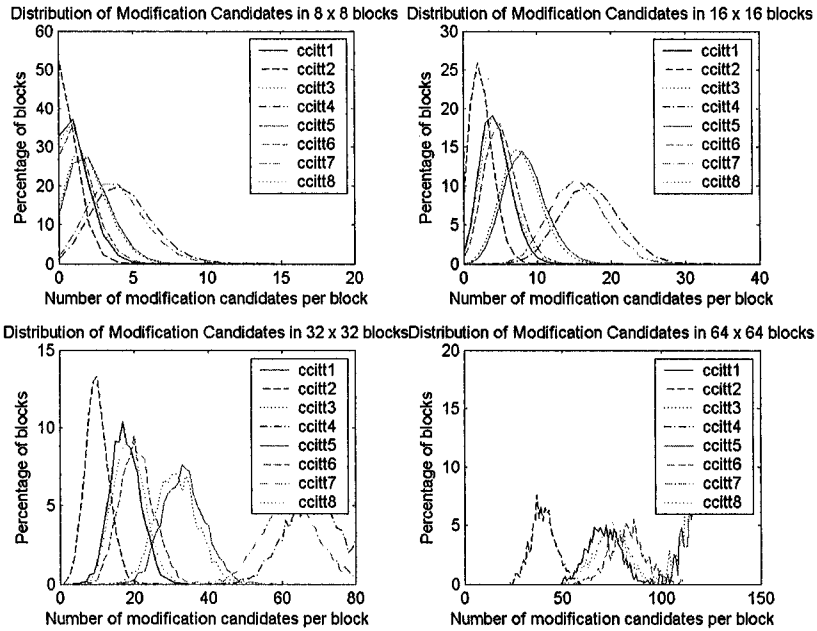 Distribution of Modification Candidates in 8 x 8 blocks
60
50
40
30
20
10
0
Percentage of blocks
ccitt1
ccitt2
ccitt3
ccitt4
ccitt5
ccitt6
ccitt7
ccitt8
0 5 10 15 20
Number of modification candidates per block
Distribution of Modification Candidates in 16 x 16 blocks
30
25
20
15
10
5
0
Percentage of blocks
ccitt1
ccitt2
ccitt3
ccitt4
ccitt5
ccitt6
ccitt7
ccitt8
0 10 20 30 40
Number of modification candidates per block
Distribution of Modification Candidates in 32 x 32 blocks
15
10
5
0
Percentage of blocks
ccitt1
ccitt2
ccitt3
ccitt4
ccitt5
ccitt6
ccitt7
ccitt8
0 20 40 60 80
Number of modification candidates per block
Distribution of Modification Candidates in 64 x 64 blocks
20
15
10
5
0
Percentage of blocks
ccitt1
ccitt2
ccitt3
ccitt4
ccitt5
ccitt6
ccitt7
ccitt8
0 50 100 150
Number of modification candidates per block